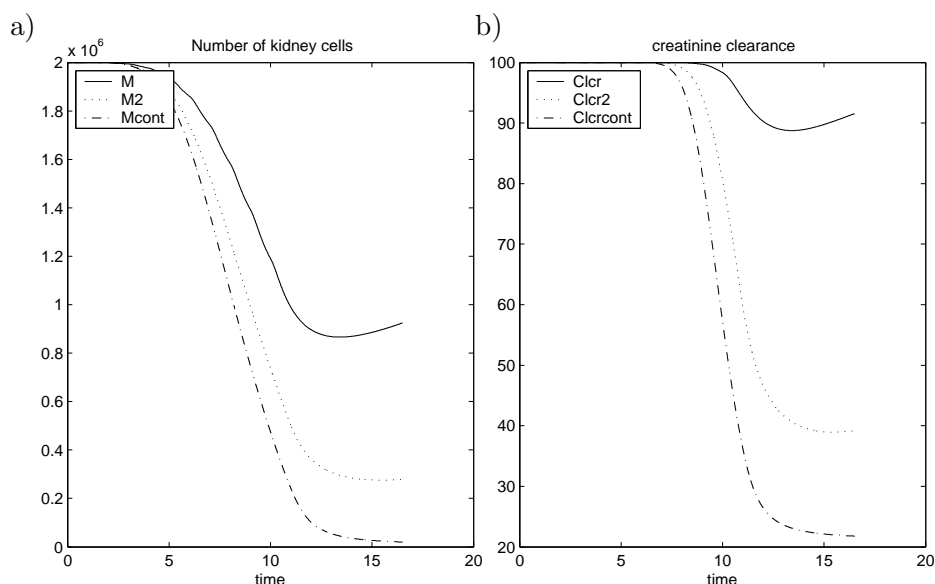 a)
Number of kidney cells
x 10^6
2
1.8
1.6
1.4
1.2
1
0.8
0.6
0.4
0.2
0
M
M2
Mcont
0 5 10 15 20
time
b)
creatinine clearance
100
90
80
70
60
50
40
30
20
Clcr
Clcr2
Clcrcont
0 5 10 15 20
time